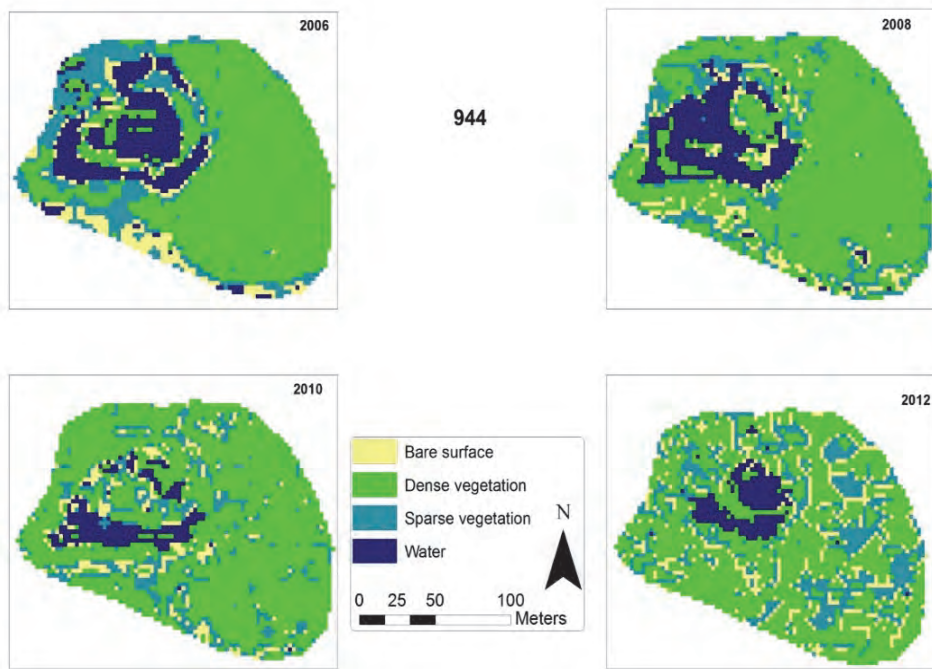 2006
2008
944
2010
2012
Bare surface
Dense vegetation
Sparse vegetation
Water
N
0 25 50 100
Meters